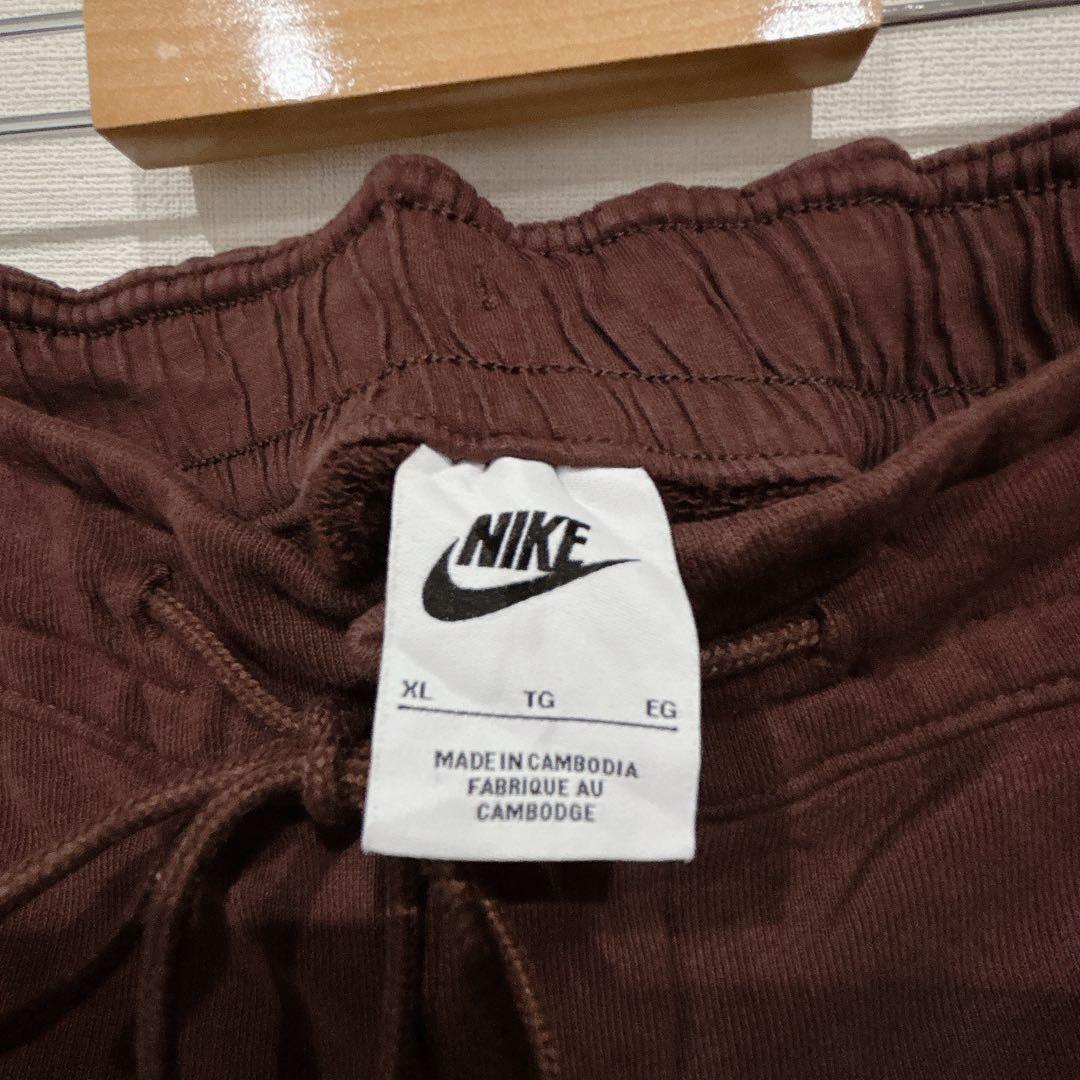 NIKE
XL TG EG
MADE IN CAMBODIA
FABRIQUE AU
CAMBODGE